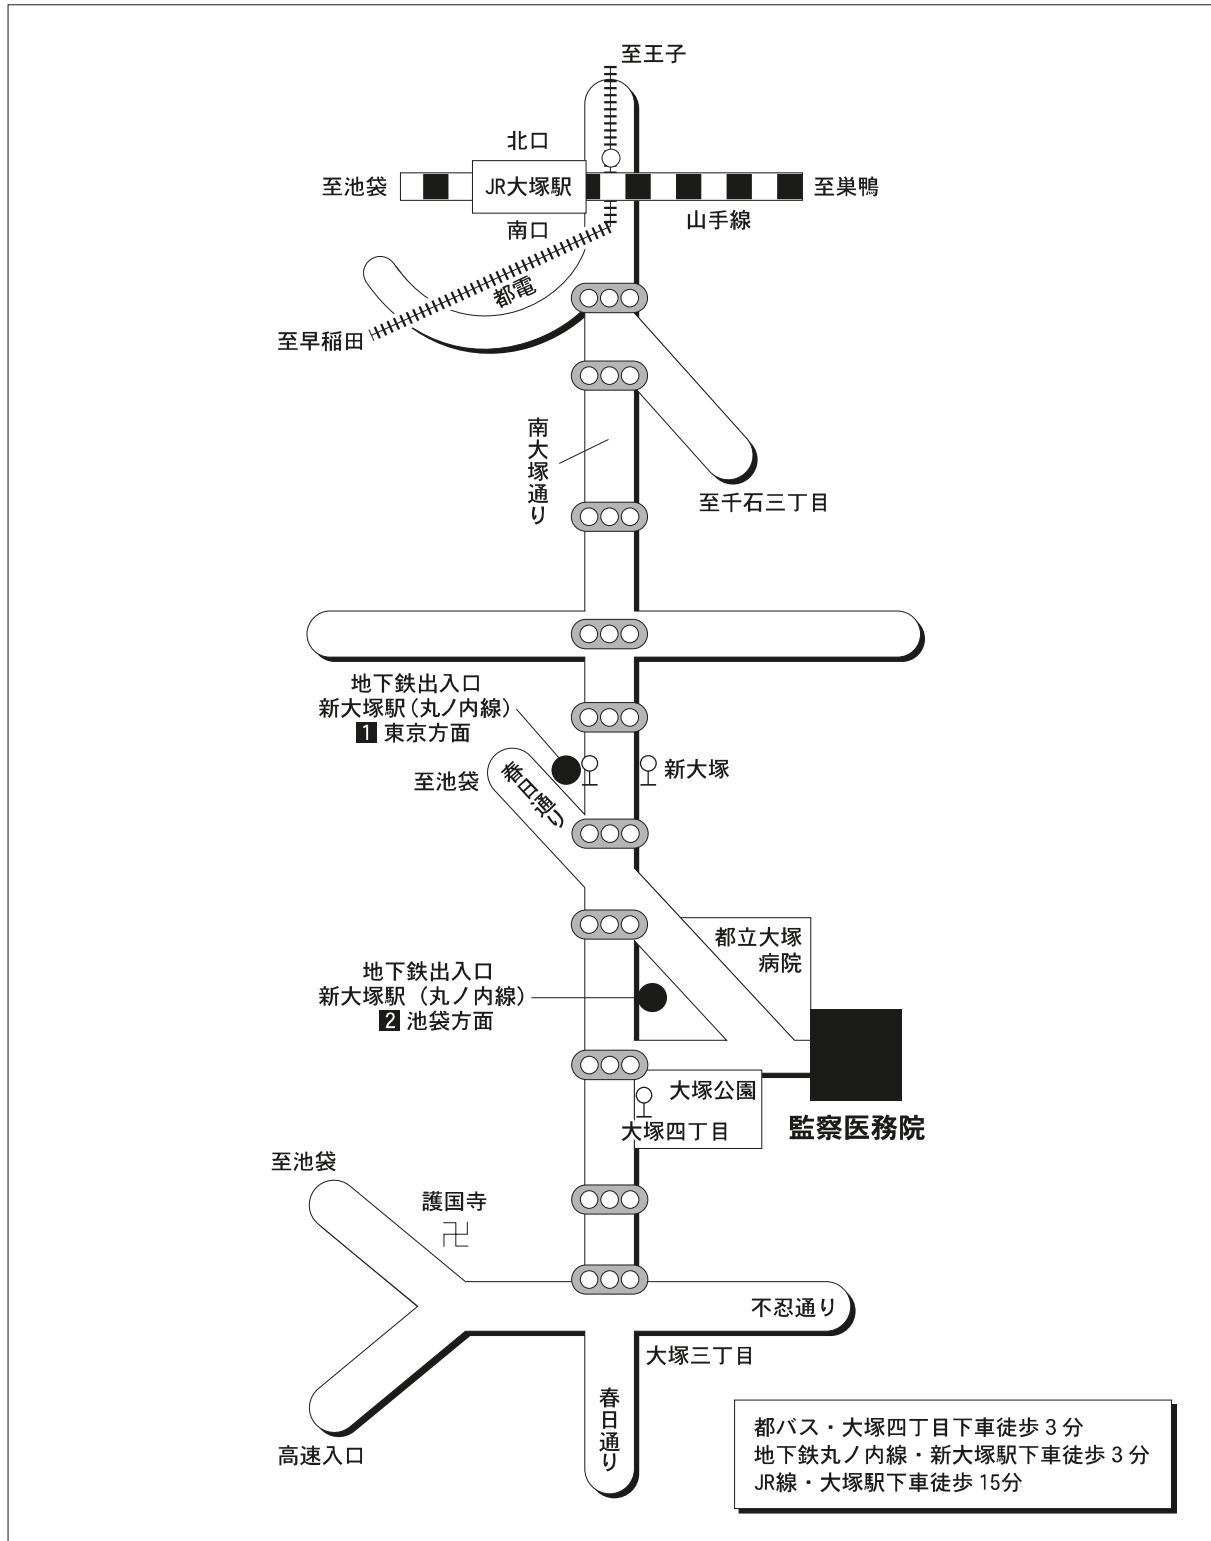 至王子
北口
至池袋
JR大塚駅
至巣鴨
山手線
南口
都電
至早稲田
南大塚通り
至千石三丁目
地下鉄出入口
新大塚駅（丸ノ内線）
1 東京方面
至池袋
春日通り
新大塚
都立大塚
病院
地下鉄出入口
新大塚駅（丸ノ内線）
2 池袋方面
大塚公園
大塚四丁目
監察医務院
至池袋
護国寺
卍
不忍通り
大塚三丁目
春日通り
高速入口
都バス・大塚四丁目下車徒歩3分
地下鉄丸ノ内線・新大塚駅下車徒歩3分
JR線・大塚駅下車徒歩15分